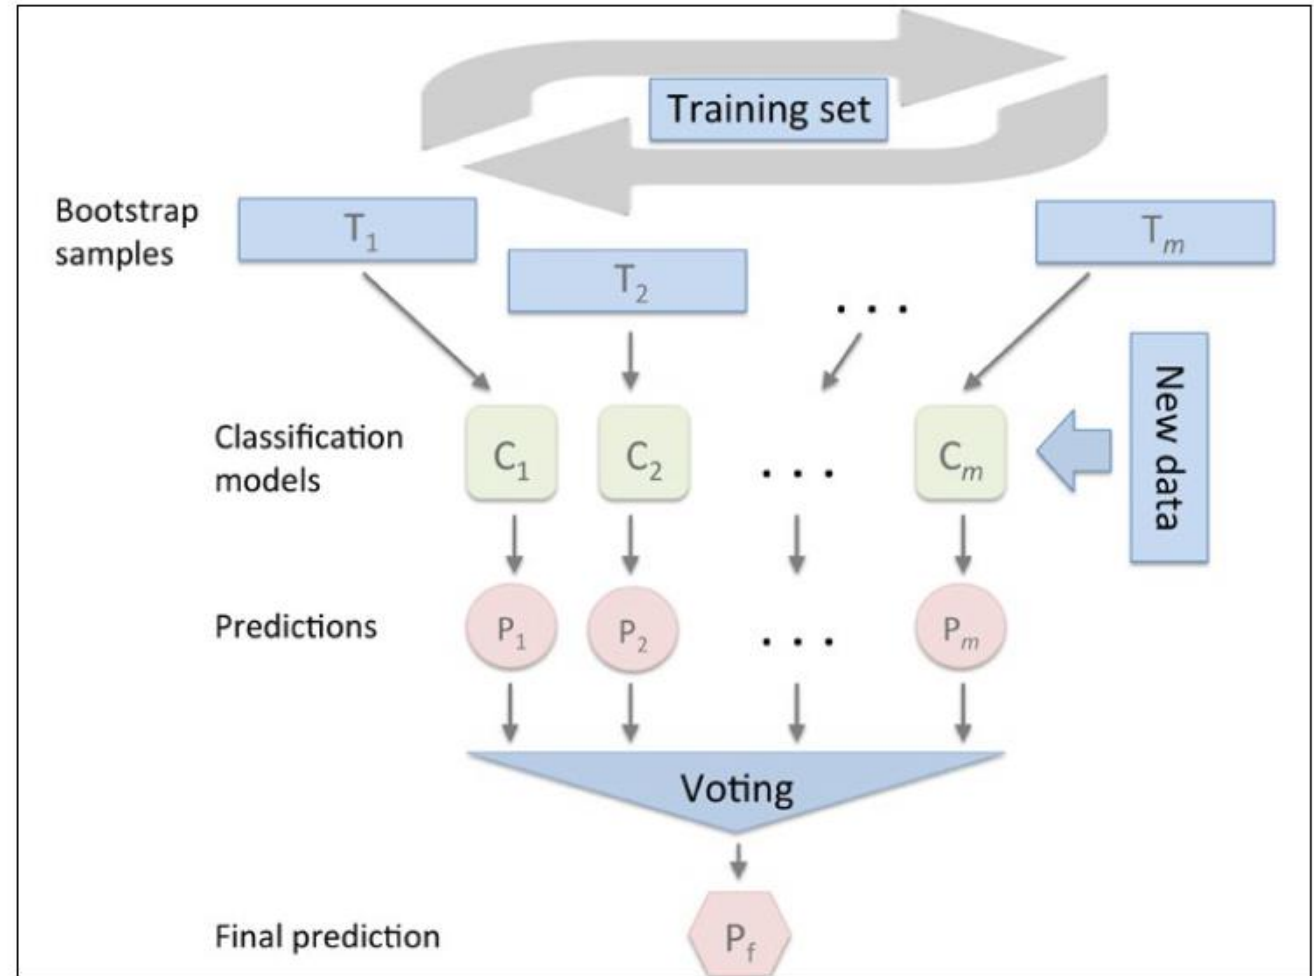 Training set
Bootstrap
samples
T1
T2
. . .
Tm
Classification
models
C1
C2
. . .
Cm
New data
Predictions
P1
P2
. . .
Pm
Voting
Final prediction
Pf